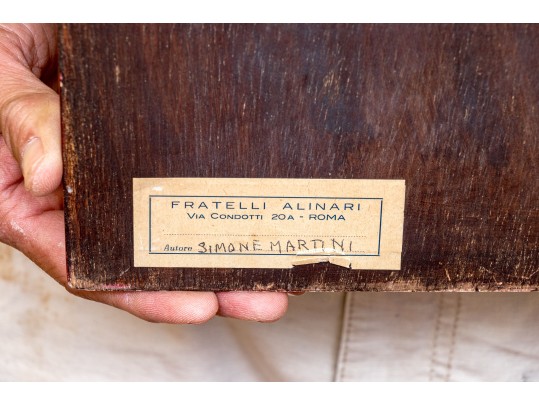 FRATELLI ALINARI
VIA CONDOTTI 20A - ROMA
Autore SIMONE MARTINI